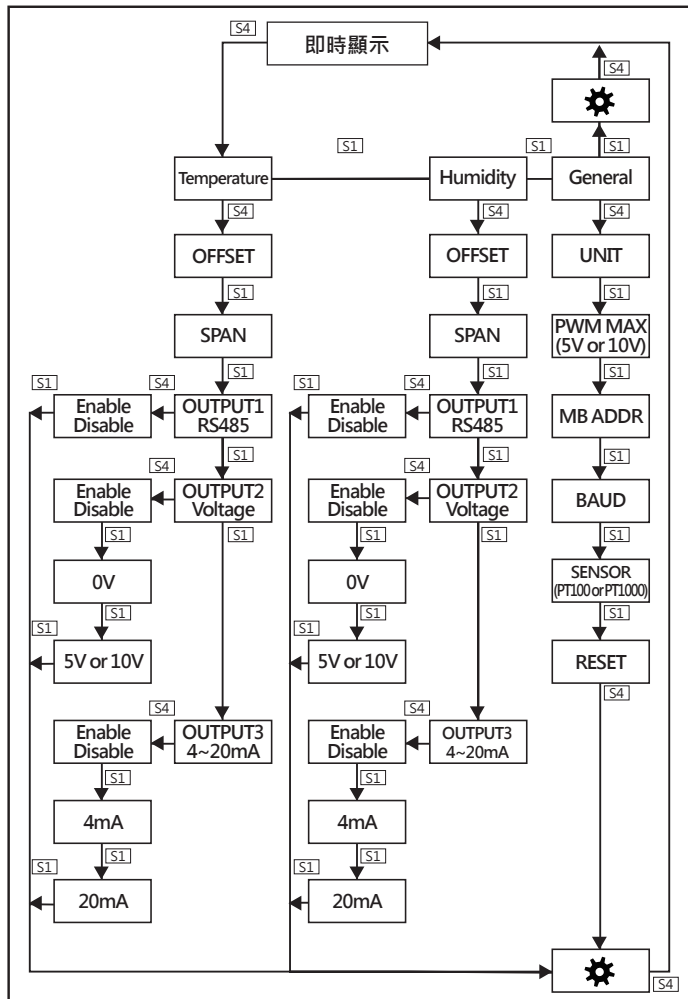 S4
即時顯示
S4
S1
S1
S1
Temperature
Humidity
General
S4
S4
S4
OFFSET
OFFSET
UNIT
S1
S1
S1
SPAN
SPAN
PWM MAX
(5V or 10V)
S1
S4
S1
S1
S4
S1
S1
Enable
Disable
OUTPUT1
RS485
Enable
Disable
OUTPUT1
RS485
MB ADDR
S4
S1
S4
S1
S1
Enable
Disable
OUTPUT2
Voltage
Enable
Disable
OUTPUT2
Voltage
BAUD
S1
S1
S1
S1
S1
0V
0V
SENSOR
(PT100 or PT1000)
S1
S1
S1
S1
S1
5V or 10V
5V or 10V
RESET
S4
S4
S4
Enable
Disable
OUTPUT3
4~20mA
Enable
Disable
OUTPUT3
4~20mA
S1
S1
4mA
4mA
S1
S1
S1
S1
20mA
20mA
S4